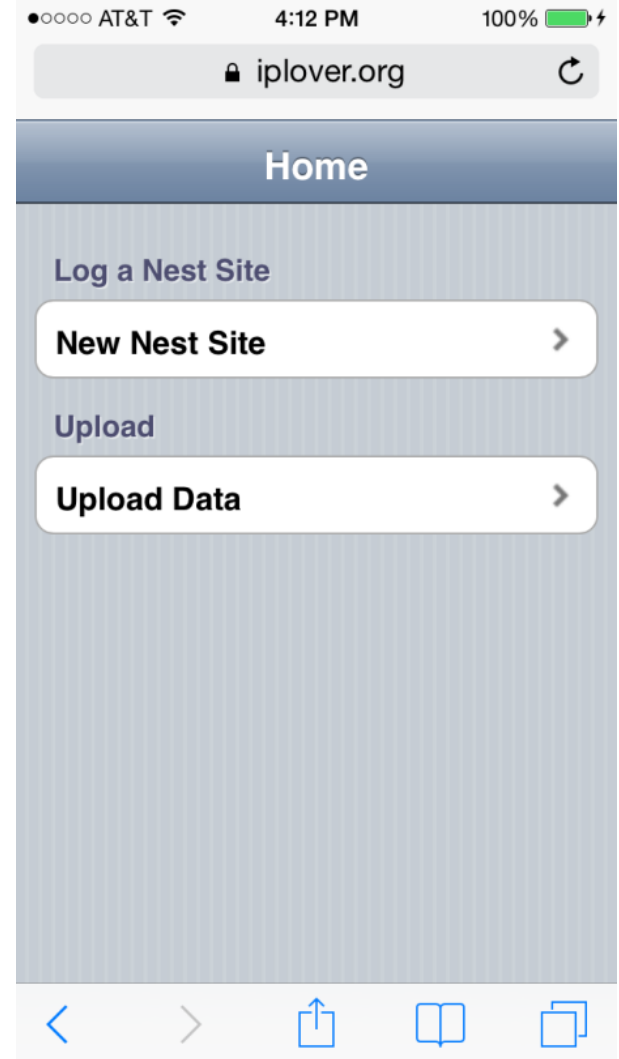 AT&T 4:12 PM 100%
iplover.org
Home
Log a Nest Site
New Nest Site
Upload
Upload Data